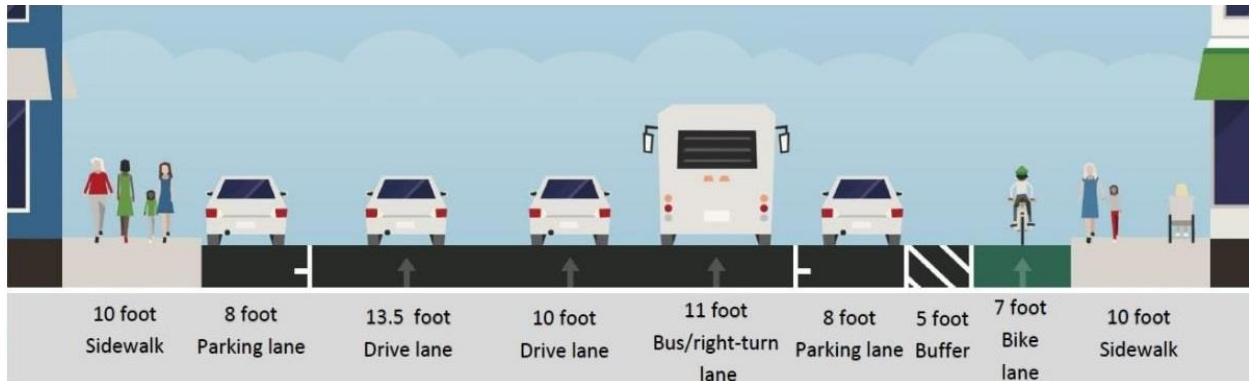 10 foot
Sidewalk
8 foot
Parking lane
13.5 foot
Drive lane
10 foot
Drive lane
11 foot
Bus/right-turn
lane
8 foot
Parking lane
5 foot
Buffer
7 foot
Bike
lane
10 foot
Sidewalk